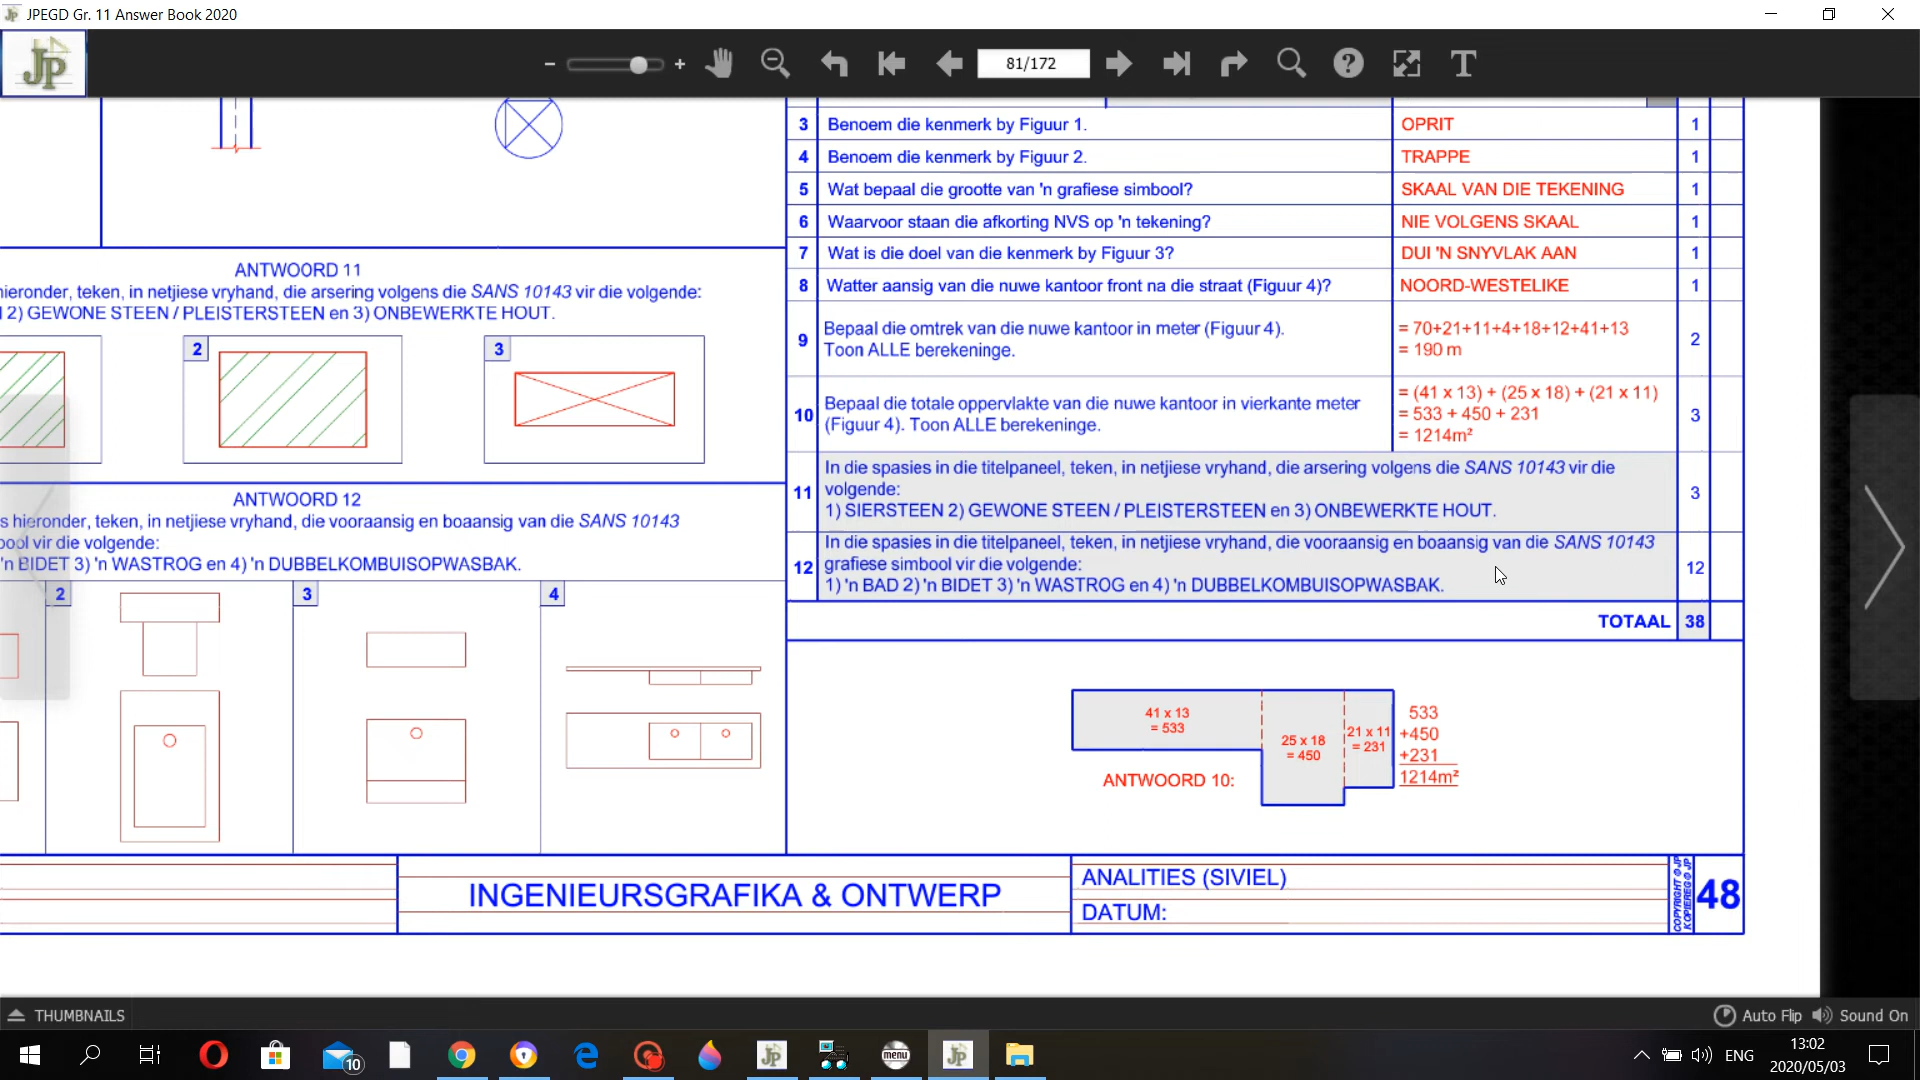 JPEGD Gr. 11 Answer Book 2020
JP
81/172
3 Benoem die kenmerk by Figuur 1. OPRIT 1
4 Benoem die kenmerk by Figuur 2. TRAPPE 1
5 Wat bepaal die grootte van 'n grafiese simbool? SKAAL VAN DIE TEKENING 1
6 Waarvoor staan die afkorting NVS op 'n tekening? NIE VOLGENS SKAAL 1
7 Wat is die doel van die kenmerk by Figuur 3? DUI 'N SNYVLAK AAN 1
8 Watter aansig van die nuwe kantoor front na die straat (Figuur 4)? NOORD-WESTELIKE 1
9 Bepaal die omtrek van die nuwe kantoor in meter (Figuur 4). = 70+21+11+4+18+12+41+13 2
Toon ALLE berekeninge. = 190 m
10 Bepaal die totale oppervlakte van die nuwe kantoor in vierkante meter = (41 x 13) + (25 x 18) + (21 x 11) 3
(Figuur 4). Toon ALLE berekeninge. = 533 + 450 + 231
= 1214m²
11 In die spasies in die titelpaneel, teken, in netjiese vryhand, die arsering volgens die SANS 10143 vir die 3
volgende:
1) SIERSTEEN 2) GEWONE STEEN / PLEISTERSTEEN en 3) ONBEWERKTE HOUT.
12 In die spasies in die titelpaneel, teken, in netjiese vryhand, die vooraansig en boaansig van die SANS 10143 12
grafiese simbool vir die volgende:
1) 'n BAD 2) 'n BIDET 3) 'n WASTROG en 4) 'n DUBBELKOMBUISOPWASBAK.
TOTAAL 38
ANTWOORD 11
hieronder, teken, in netjiese vryhand, die arsering volgens die SANS 10143 vir die volgende:
2) GEWONE STEEN / PLEISTERSTEEN en 3) ONBEWERKTE HOUT.
2
3
ANTWOORD 12
s hieronder, teken, in netjiese vryhand, die vooraansig en boaansig van die SANS 10143
ool vir die volgende:
'n BIDET 3) 'n WASTROG en 4) 'n DUBBELKOMBUISOPWASBAK.
2
3
4
41 x 13
= 533
25 x 18
= 450
21 x 11
= 231
533
+450
+231
1214m²
ANTWOORD 10:
INGENIEURSGRAFIKA & ONTWERP
ANALITIES (SIVIEL)
DATUM:
COPYRIGHT @ JP
KOPIEREG @ JP
48
THUMBNAILS
Auto Flip
Sound On
10
JP
menu
JP
ENG
13:02
2020/05/03